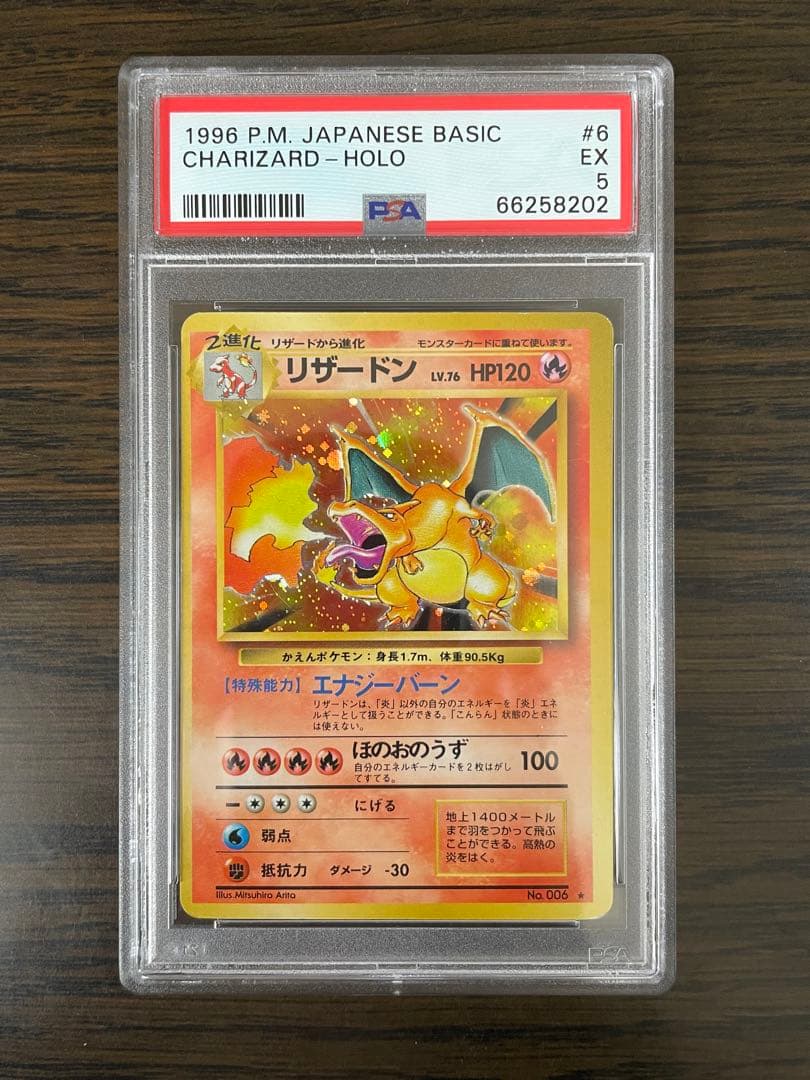 1996 P.M. JAPANESE BASIC #6
CHARIZARD-HOLO EX
5
PSA 66258202
2進化 リザードから進化 モンスターカードに重ねて使います。
リザードン LV.76 HP120
かえんポケモン：身長1.7m、体重90.5Kg
【特殊能力】エナジーバーン
リザードンは、「炎」以外の自分のエネルギーを「炎」エネ
ルギーとして扱うことができる。「こんらん」状態のときに
は使えない。
ほのおのうず 100
自分のエネルギーカードを2枚はがし
てすてる。
にげる
弱点
抵抗力 ダメージ -30
地上1400メートル
まで羽をつかって飛ぶ
ことができる。高熱の
炎をはく。
Illus.Mitsuhiro Arita No. 006 ★
PSA